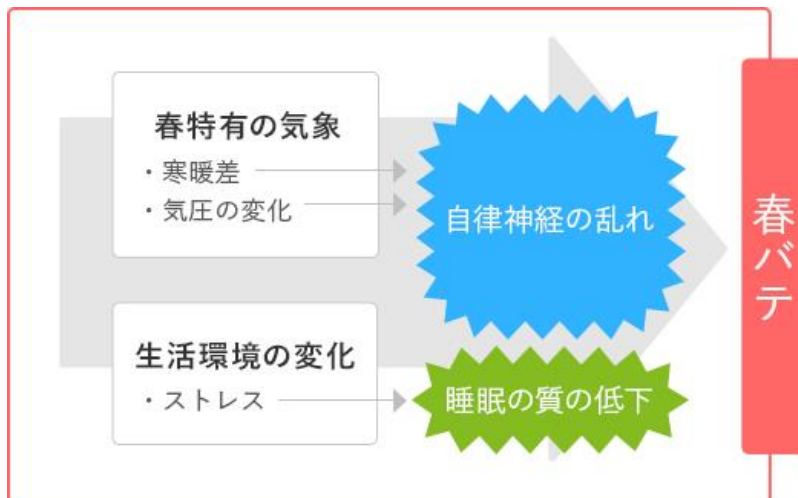 春特有の気象
・寒暖差
・気圧の変化
自律神経の乱れ
生活環境の変化
・ストレス
睡眠の質の低下
春バテ